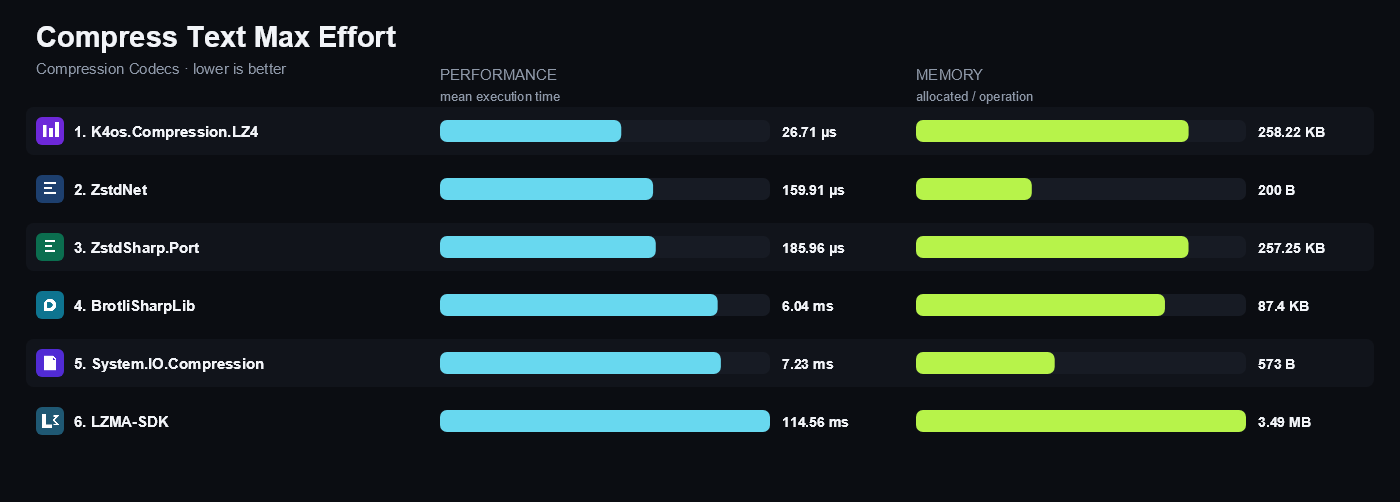 Compress Text Max Effort
Compression Codecs · lower is better
PERFORMANCE
mean execution time
MEMORY
allocated / operation
1. K4os.Compression.LZ4 26.71 µs 258.22 KB
2. ZstdNet 159.91 µs 200 B
3. ZstdSharp.Port 185.96 µs 257.25 KB
4. BrotliSharpLib 6.04 ms 87.4 KB
5. System.IO.Compression 7.23 ms 573 B
6. LZMA-SDK 114.56 ms 3.49 MB